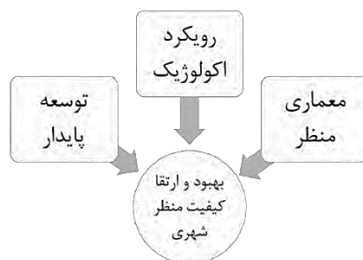 رویکرد
اکولوژیک
معماری
منظر
توسعه
پایدار
بهبود و ارتقا
کیفیت منظر
شهری